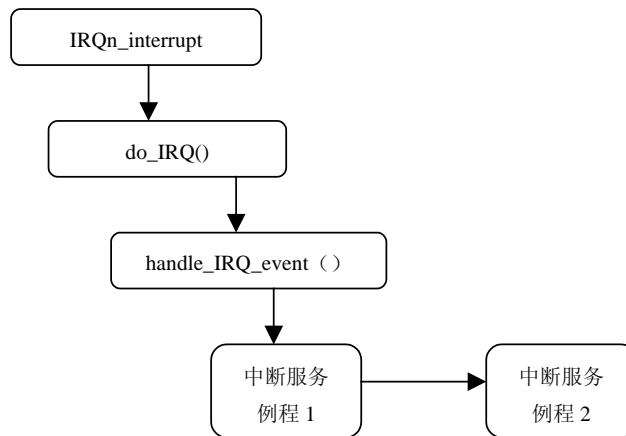 IRQn_interrupt
do_IRQ()
handle_IRQ_event（）
中断服务
例程 1
中断服务
例程 2